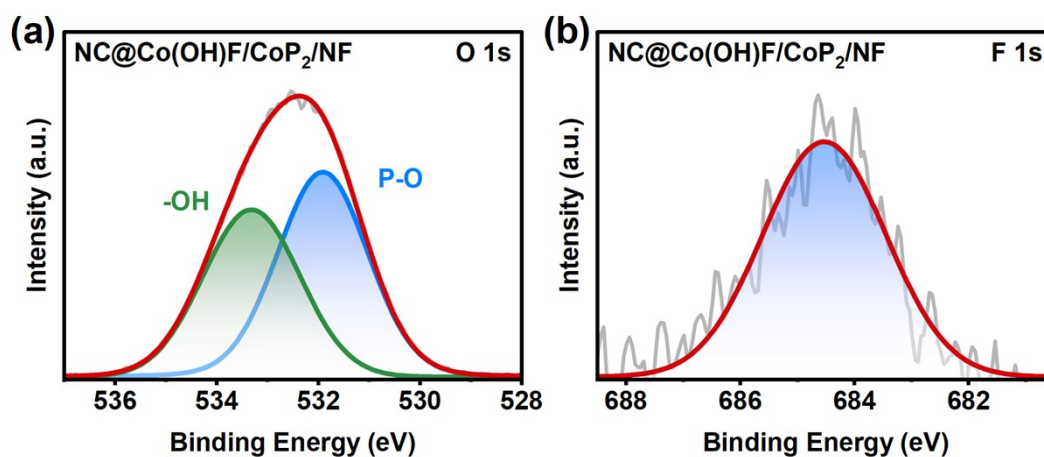 (a)
NC@Co(OH)F/CoP₂/NF O 1s
-OH
P-O
Intensity (a.u.)
536 534 532 530 528
Binding Energy (eV)
(b)
NC@Co(OH)F/CoP₂/NF F 1s
Intensity (a.u.)
688 686 684 682
Binding Energy (eV)